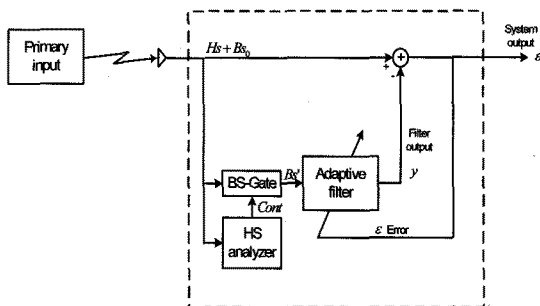 Primary
input
Hs + Bs₀
+
-
+
System
output
ε
Filter
output
y
BS-Gate
Bs'
Adaptive
filter
Cont
HS
analyzer
ε Error